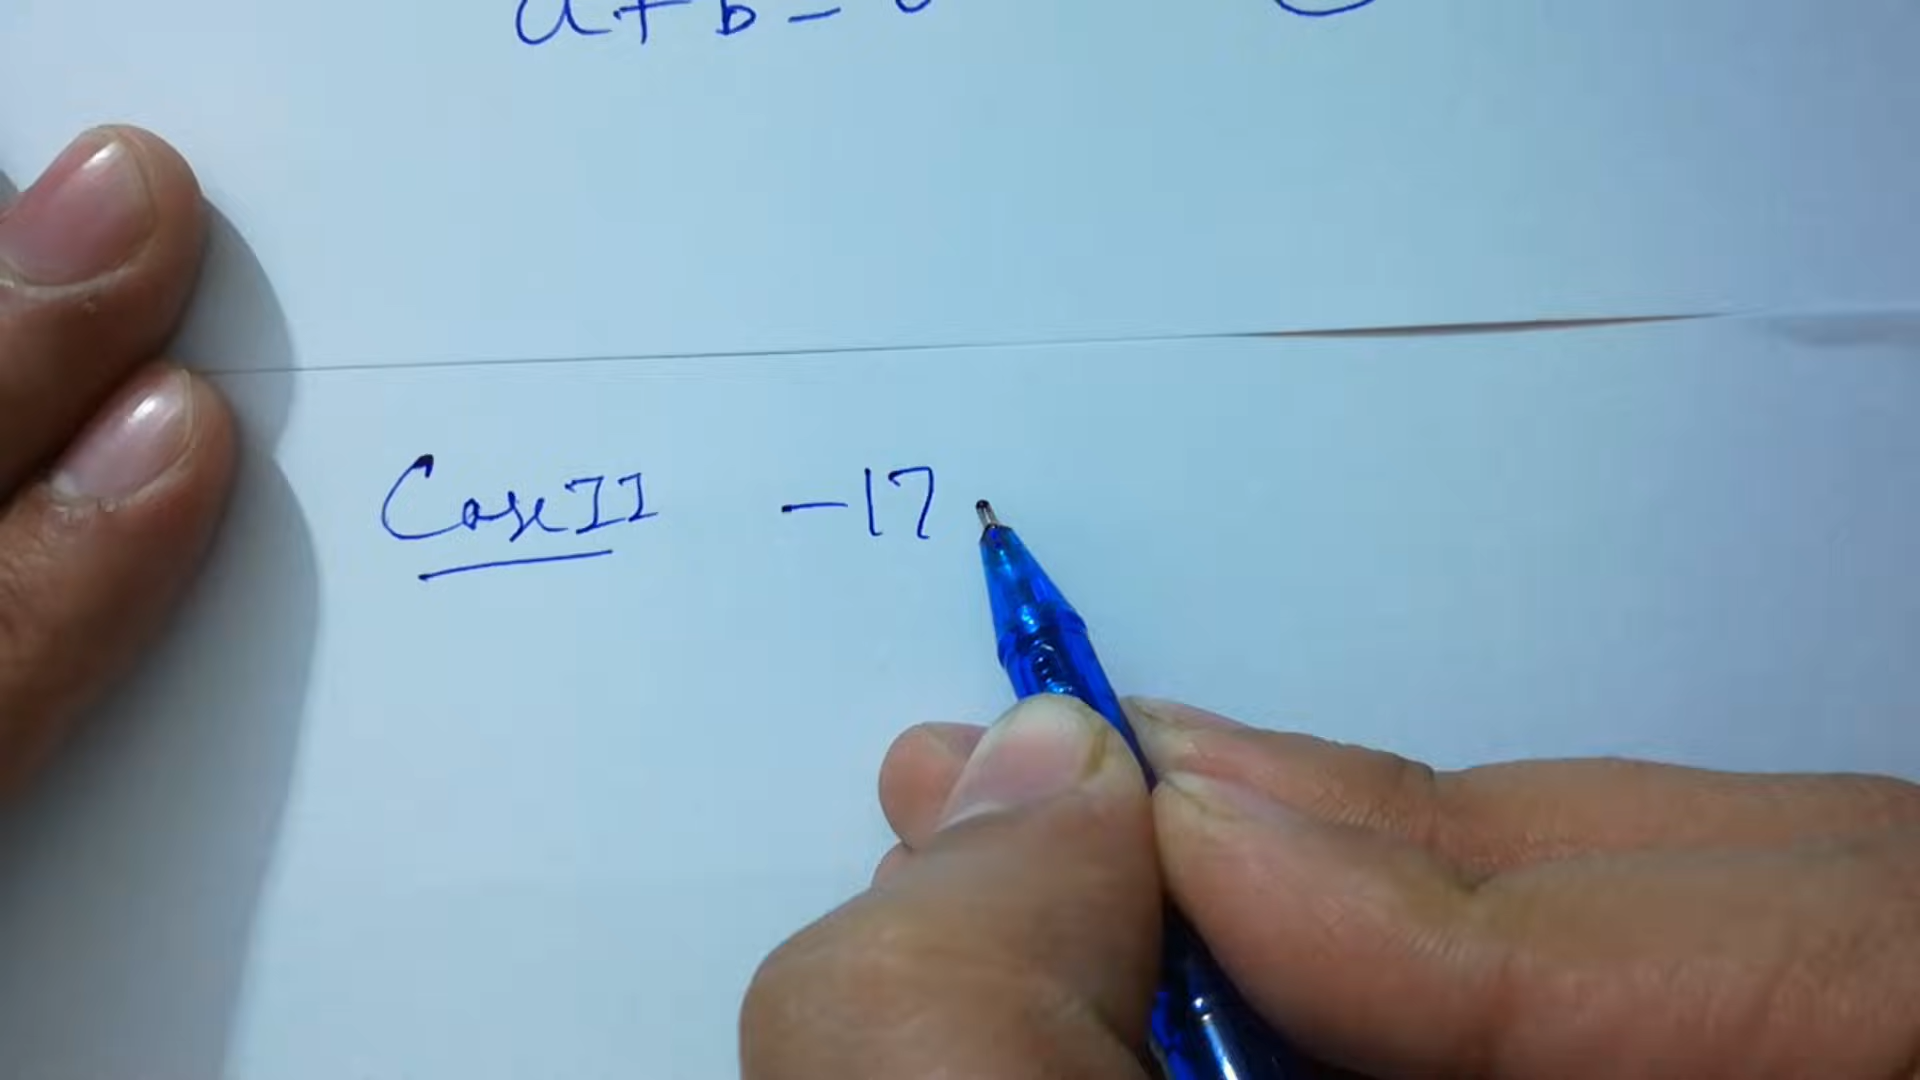 a + b =
Case II -17